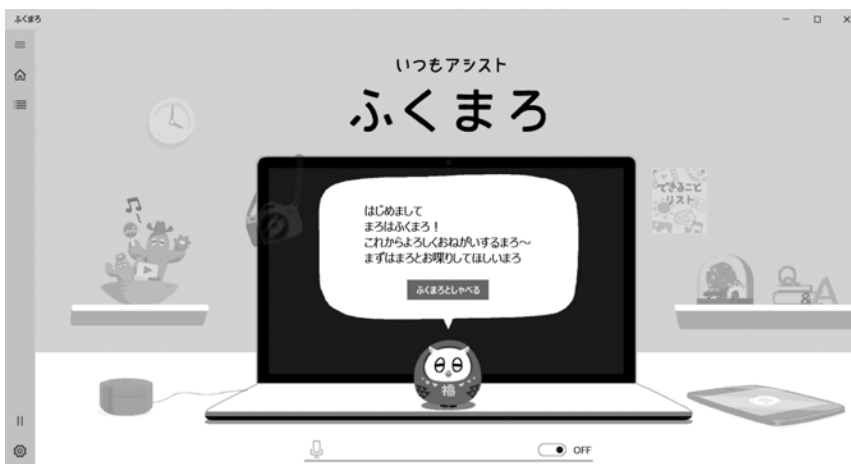 ふくまろ
いつもアシスト
ふくまろ
できること
リスト
はじめまして
まろはふくまろ！
これからよろしくおねがいするまろ～
まずはまろとお喋りしてほしいまろ
ふくまろとしゃべる
Q
A
福
OFF